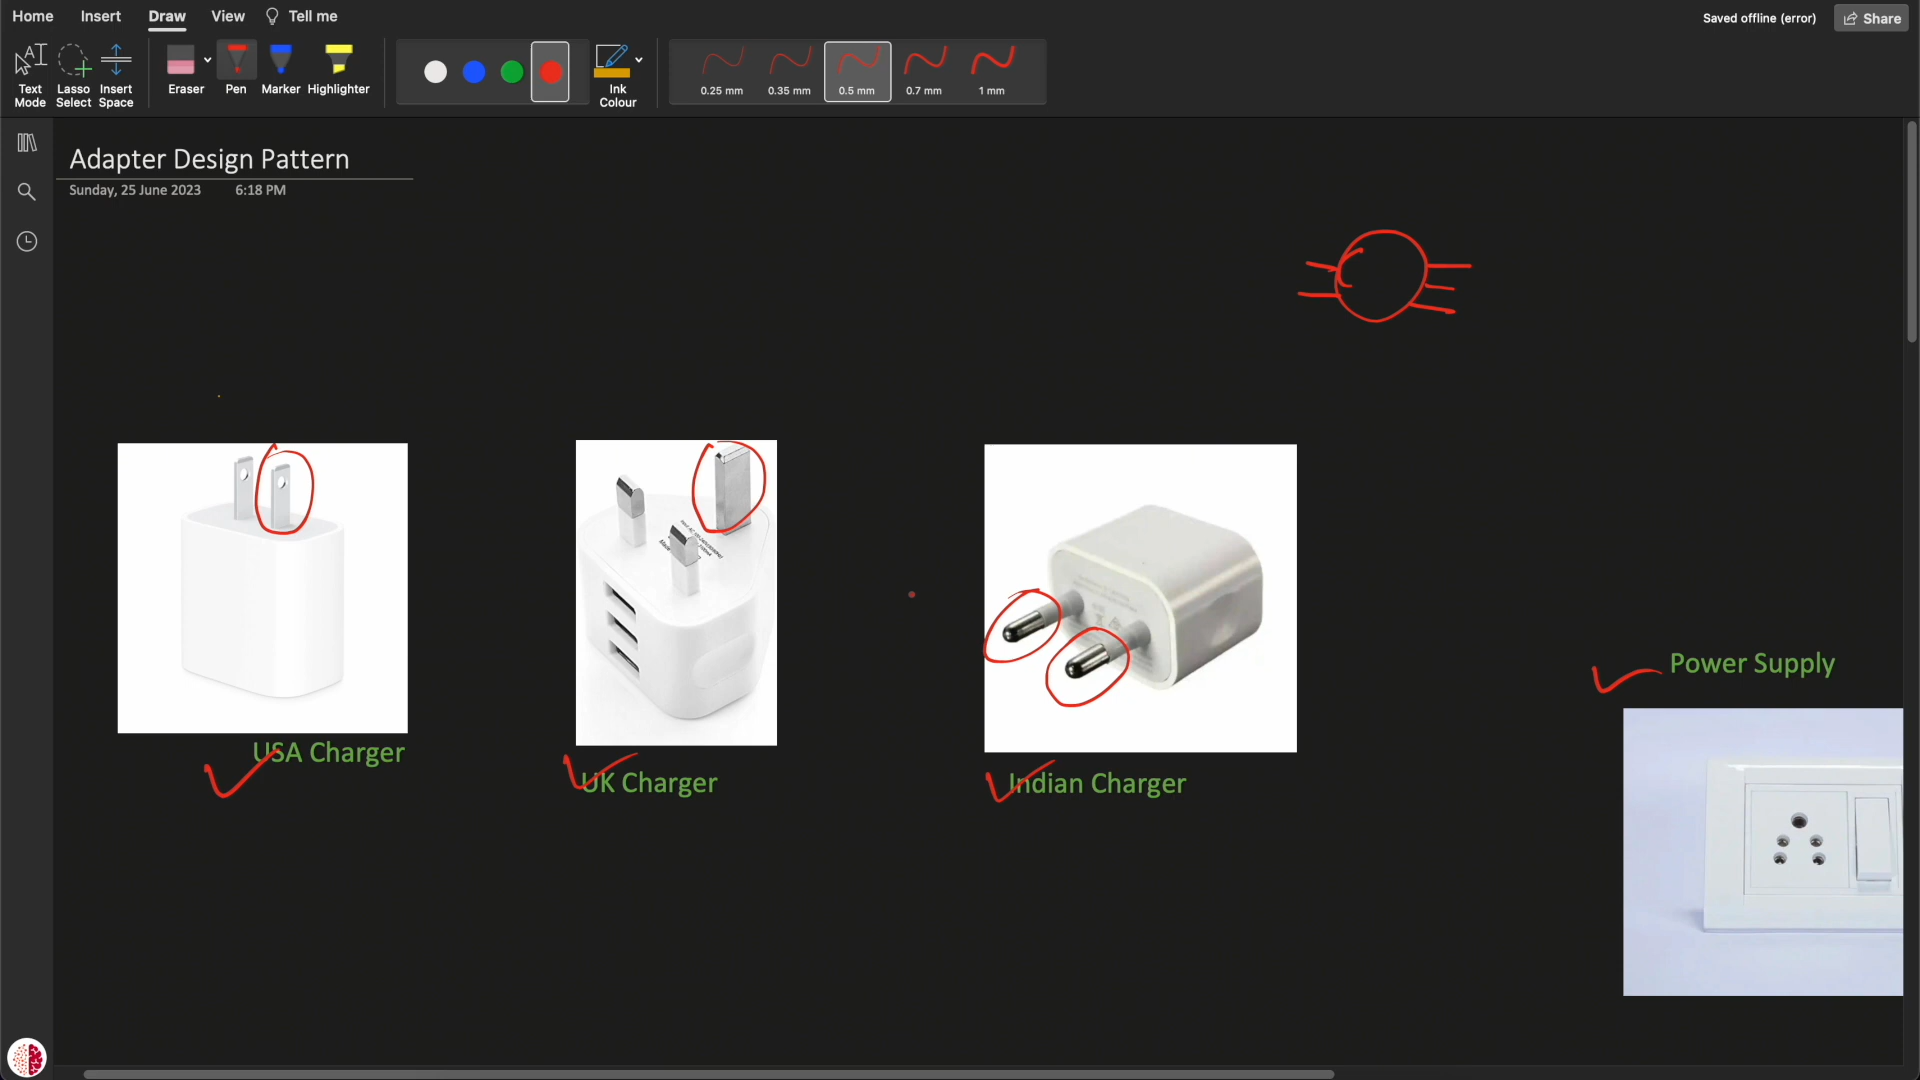 Home Insert Draw View Tell me
Saved offline (error) Share
Text Mode
Lasso Select
Insert Space
Eraser
Pen
Marker
Highlighter
Ink Colour
0.25 mm
0.35 mm
0.5 mm
0.7 mm
1 mm
Adapter Design Pattern
Sunday, 25 June 2023 6:18 PM
Power Supply
USA Charger
UK Charger
Indian Charger